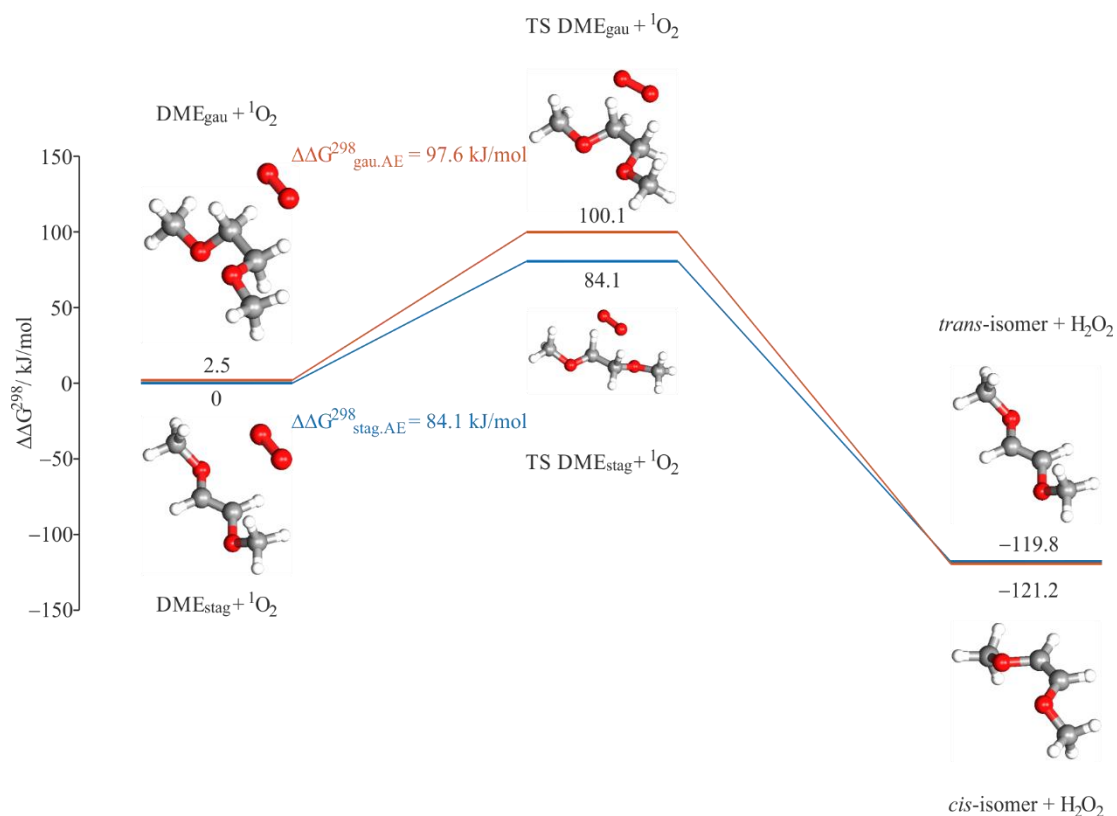 TS DMEgau + ¹O₂
DMEgau + ¹O₂
ΔΔG²⁹⁸gau.AE = 97.6 kJ/mol
150
100
50
0
−50
−100
−150
ΔΔG²⁹⁸/ kJ/mol
100.1
84.1
2.5
0
ΔΔG²⁹⁸stag.AE = 84.1 kJ/mol
TS DMEstag + ¹O₂
DMEstag + ¹O₂
trans-isomer + H₂O₂
−119.8
−121.2
cis-isomer + H₂O₂